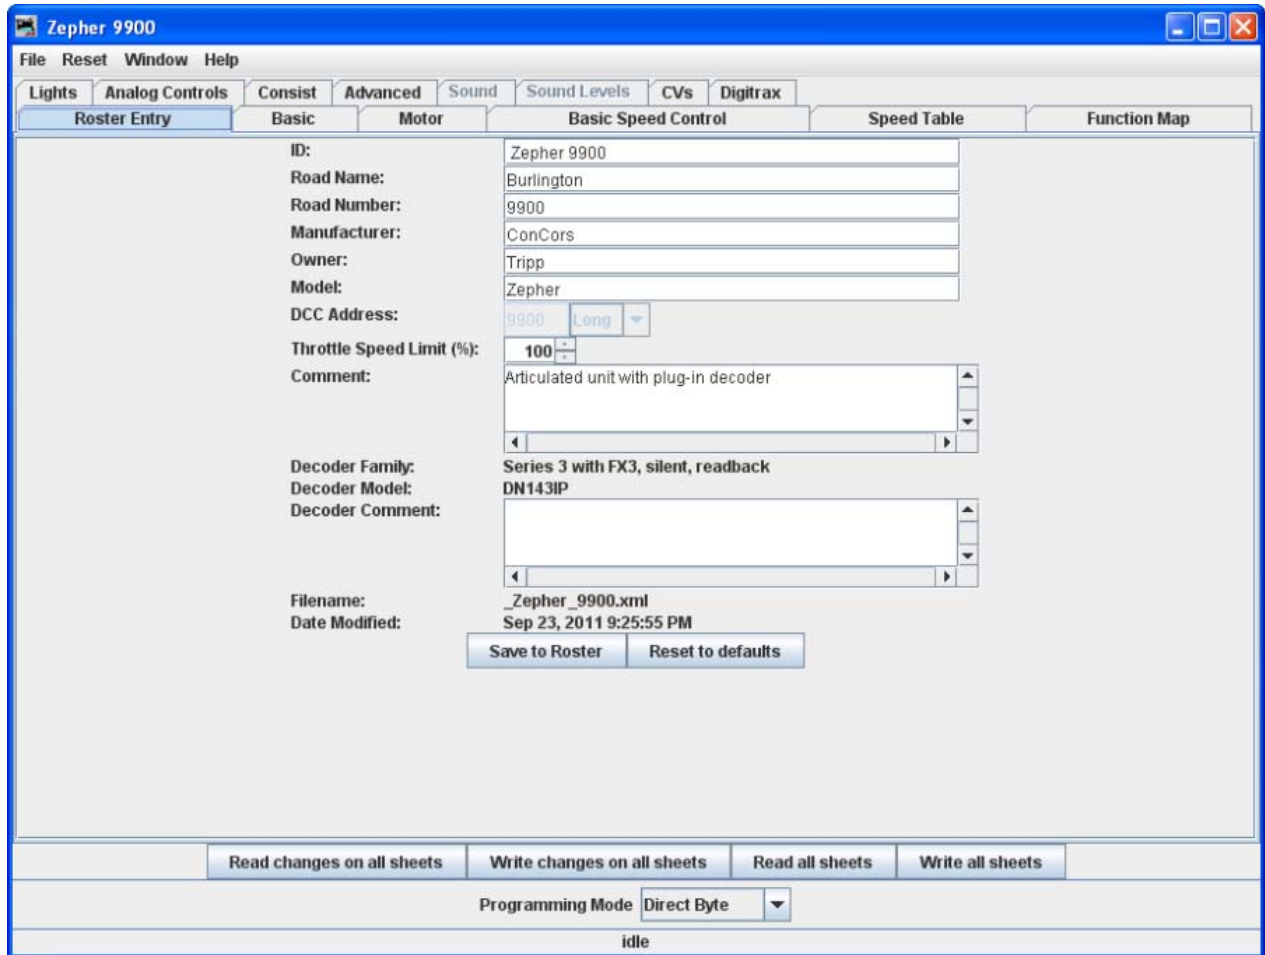 Zepher 9900
File Reset Window Help
Lights Analog Controls Consist Advanced Sound Sound Levels CVs Digitrax
Roster Entry Basic Motor Basic Speed Control Speed Table Function Map
ID: Zepher 9900
Road Name: Burlington
Road Number: 9900
Manufacturer: ConCors
Owner: Tripp
Model: Zepher
DCC Address: 9900 Long
Throttle Speed Limit (%): 100
Comment: Articulated unit with plug-in decoder
Decoder Family: Series 3 with FX3, silent, readback
Decoder Model: DN143IP
Decoder Comment:
Filename: _Zepher_9900.xml
Date Modified: Sep 23, 2011 9:25:55 PM
Save to Roster Reset to defaults
Read changes on all sheets Write changes on all sheets Read all sheets Write all sheets
Programming Mode Direct Byte
idle